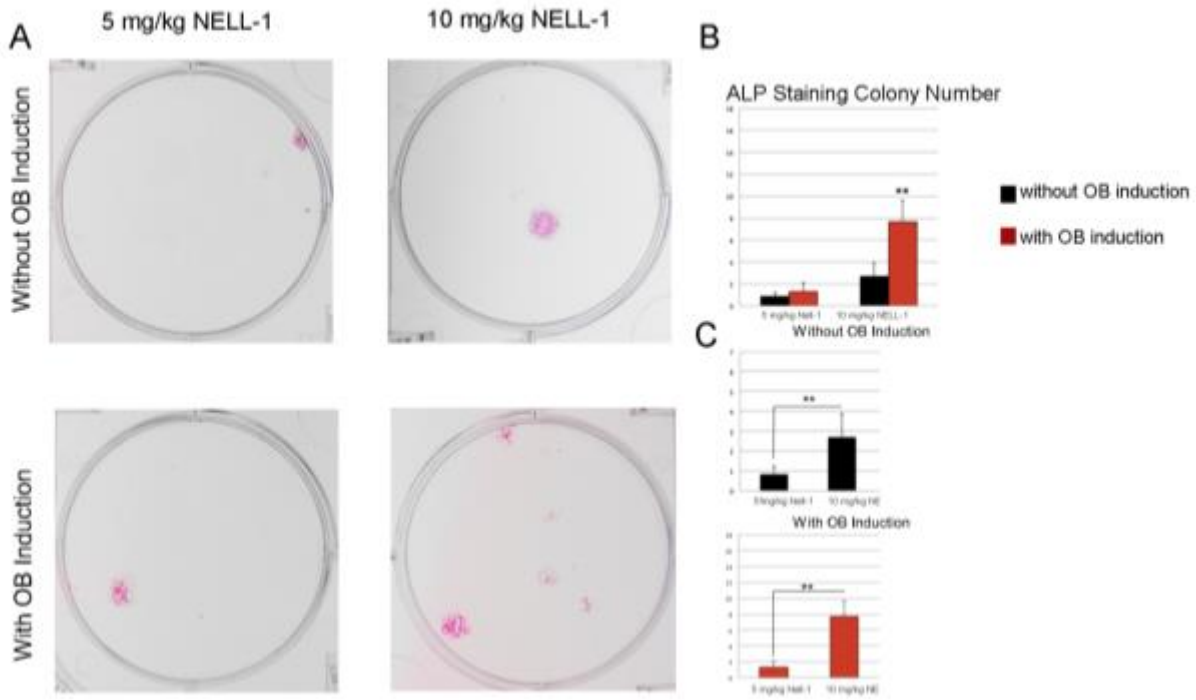 A
5 mg/kg NELL-1
10 mg/kg NELL-1
Without OB Induction
With OB Induction
B
ALP Staining Colony Number
**
5 mg/kg Nell-1
10 mg/kg NELL-1
without OB induction
with OB induction
C
Without OB Induction
**
5 mg/kg Nell-1
10 mg/kg NE
With OB Induction
**
5 mg/kg Nell-1
10 mg/kg NE